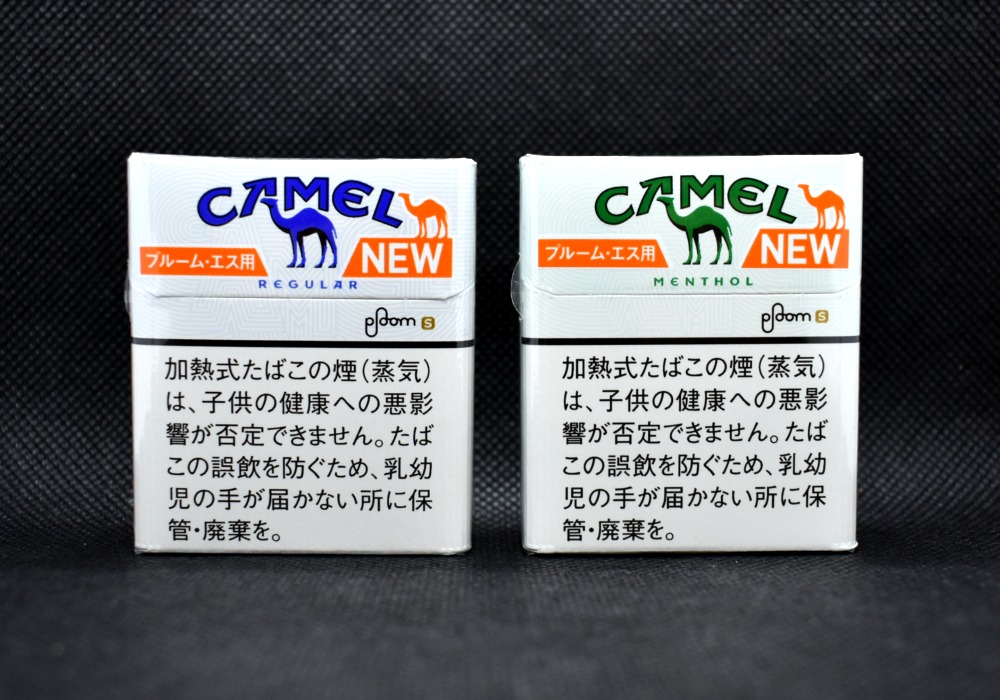 CAMEL
プルーム・エス用
NEW
REGULAR
ploom S
加熱式たばこの煙（蒸気）
は、子供の健康への悪影
響が否定できません。たば
この誤飲を防ぐため、乳幼
児の手が届かない所に保
管・廃棄を。
CAMEL
プルーム・エス用
NEW
MENTHOL
ploom S
加熱式たばこの煙（蒸気）
は、子供の健康への悪影
響が否定できません。たば
この誤飲を防ぐため、乳幼
児の手が届かない所に保
管・廃棄を。